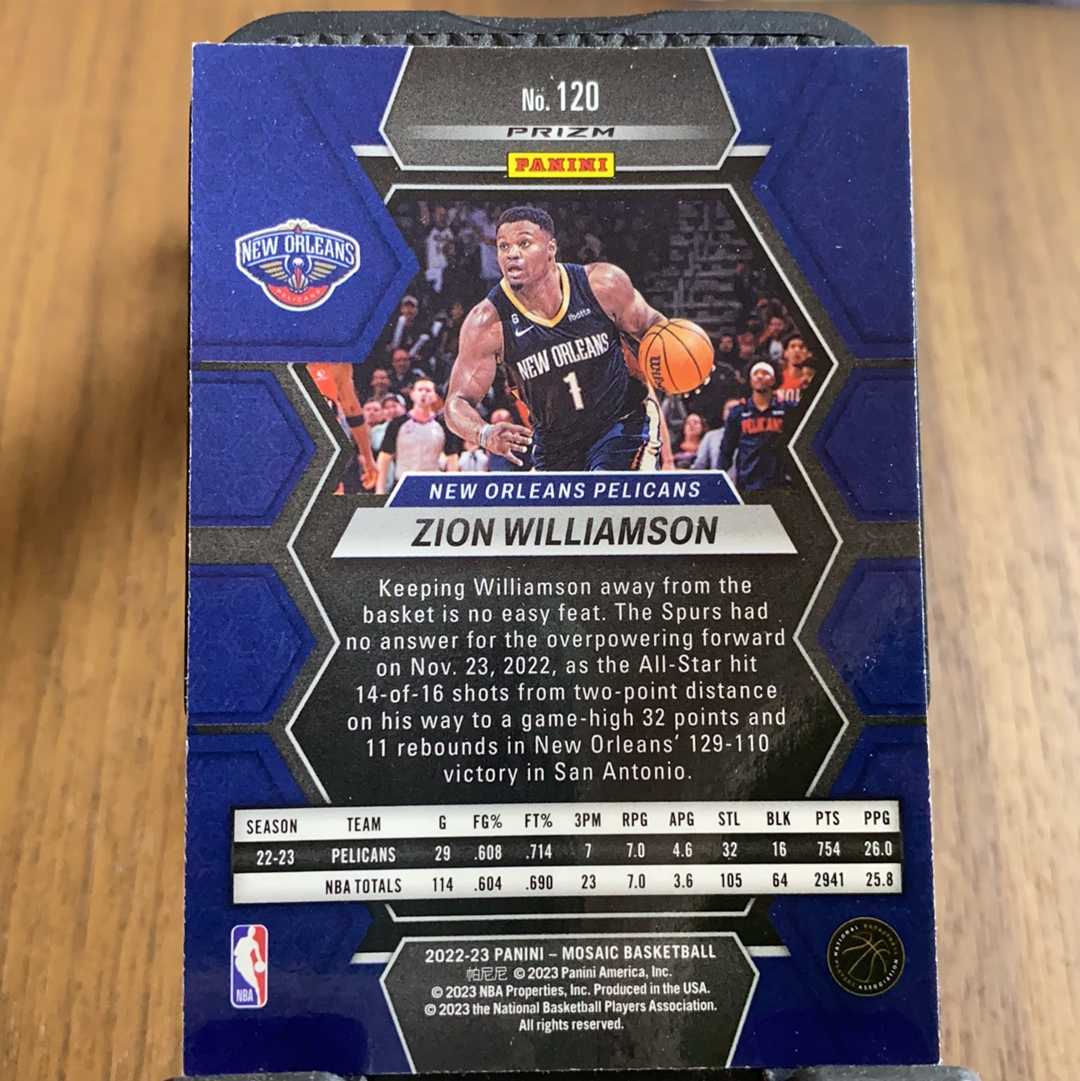 No. 120
PRIZM
PANINI
NEW ORLEANS
PELICANS
6
ibotta
NEW ORLEANS
1
PELICANS
NEW ORLEANS PELICANS
ZION WILLIAMSON
Keeping Williamson away from the
basket is no easy feat. The Spurs had
no answer for the overpowering forward
on Nov. 23, 2022, as the All-Star hit
14-of-16 shots from two-point distance
on his way to a game-high 32 points and
11 rebounds in New Orleans' 129-110
victory in San Antonio.
SEASON TEAM G FG% FT% 3PM RPG APG STL BLK PTS PPG
22-23 PELICANS 29 .608 .714 7 7.0 4.6 32 16 754 26.0
NBA TOTALS 114 .604 .690 23 7.0 3.6 105 64 2941 25.8
NBA
2022-23 PANINI – MOSAIC BASKETBALL
帕尼尼 © 2023 Panini America, Inc.
© 2023 NBA Properties, Inc. Produced in the USA.
© 2023 the National Basketball Players Association.
All rights reserved.
NATIONAL BASKETBALL PLAYERS ASSOCIATION